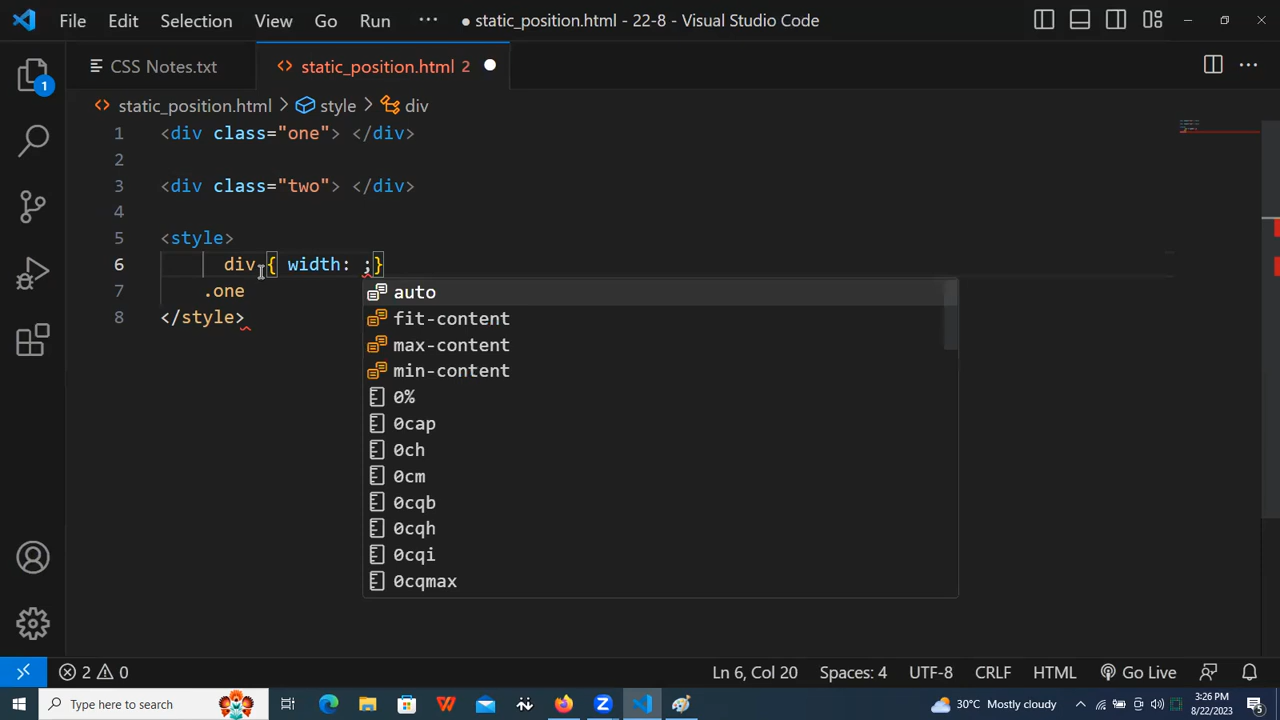 File Edit Selection View Go Run ··· ● static_position.html - 22-8 - Visual Studio Code
CSS Notes.txt static_position.html 2
static_position.html > style > div
1 <div class="one"> </div>
2
3 <div class="two"> </div>
4
5 <style>
6 div { width: ;}
7 .one
8 </style>
auto
fit-content
max-content
min-content
0%
0cap
0ch
0cm
0cqb
0cqh
0cqi
0cqmax
1
2 0 Ln 6, Col 20 Spaces: 4 UTF-8 CRLF HTML Go Live
Type here to search 30°C Mostly cloudy 3:26 PM
8/22/2023 5